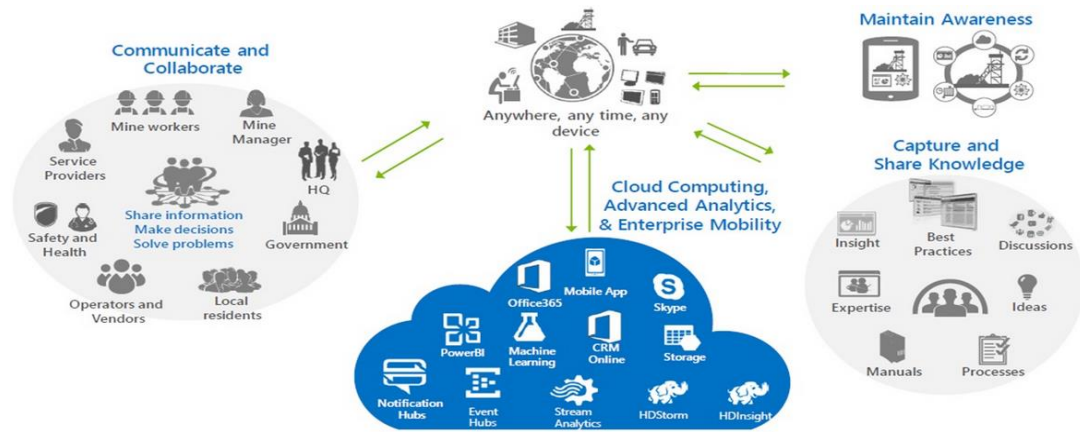 Communicate and
Collaborate
Mine workers
Mine
Manager
Service
Providers
HQ
Share information
Make decisions
Solve problems
Safety and
Health
Government
Operators and
Vendors
Local
residents
Anywhere, any time, any
device
Maintain Awareness
Cloud Computing,
Advanced Analytics,
& Enterprise Mobility
Office365
Mobile App
Skype
PowerBI
Machine
Learning
CRM
Online
Storage
Notification
Hubs
Event
Hubs
Stream
Analytics
HDStorm
HDInsight
Capture and
Share Knowledge
Insight
Best
Practices
Discussions
Expertise
Ideas
Manuals
Processes